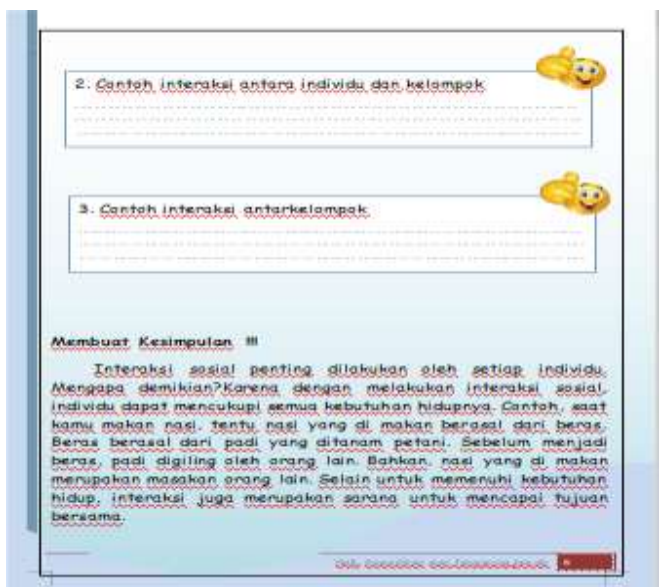 2. Contoh interaksi antara individu dan kelompok
3. Contoh interaksi antarkelompok
Membuat Kesimpulan !!!
Interaksi sosial penting dilakukan oleh setiap individu.
Mengapa demikian?Karena dengan melakukan interaksi sosial,
individu dapat mencukupi semua kebutuhan hidupnya. Contoh, saat
kamu makan nasi. tentu nasi yang di makan berasal dari beras.
Beras berasal dari padi yang ditanam petani. Sebelum menjadi
beras, padi digiling oleh orang lain. Bahkan, nasi yang di makan
merupakan masakan orang lain. Selain untuk memenuhi kebutuhan
hidup, interaksi juga merupakan sarana untuk mencapai tujuan
bersama.